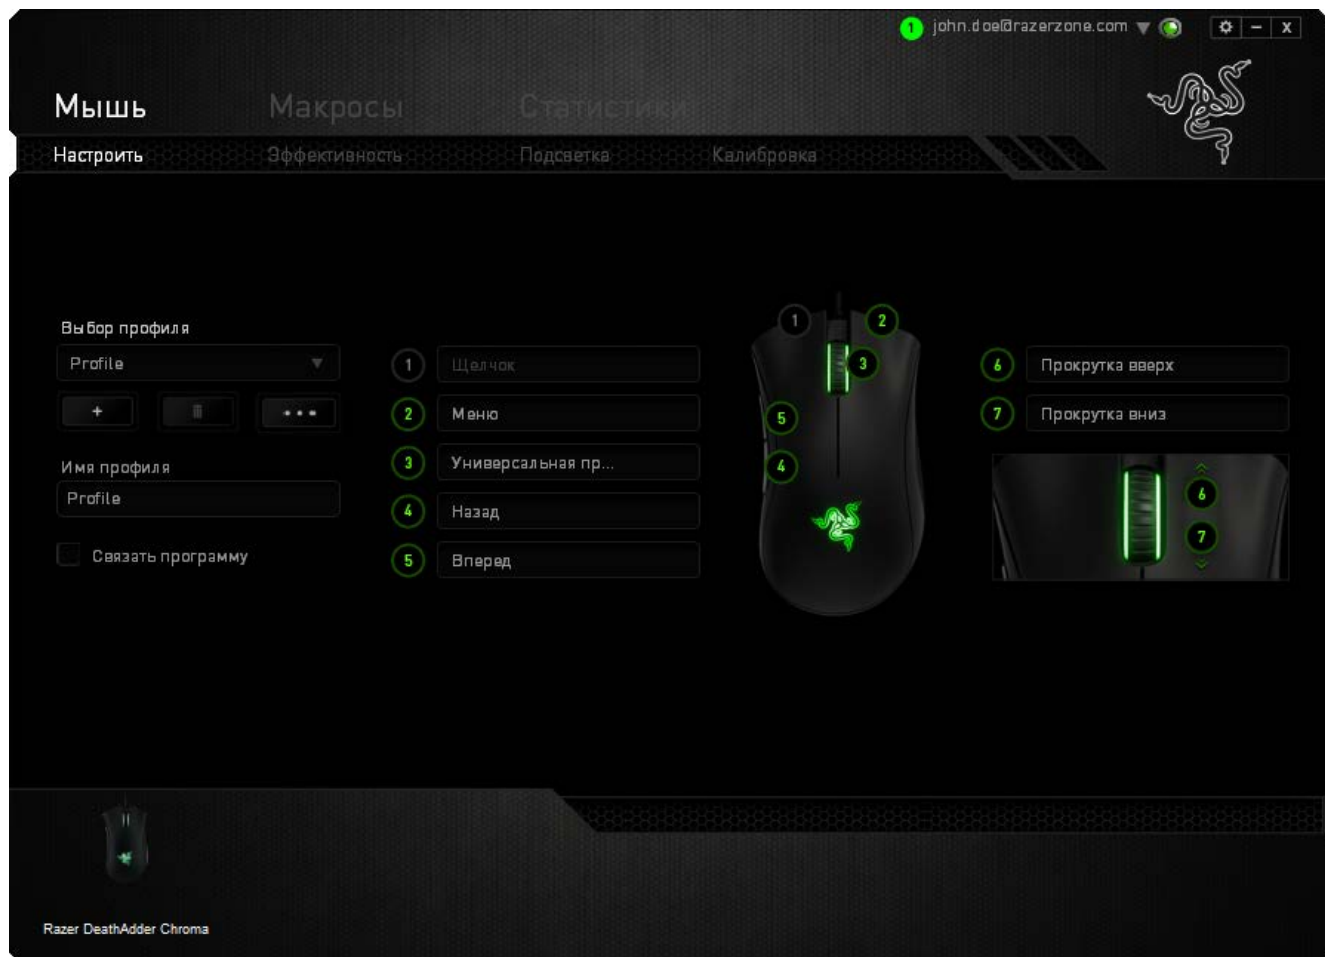 1 john.doe@razerzone.com
Мышь Макросы Статистики
Настроить Эффективность Подсветка Калибровка
Выбор профиля
Profile
Имя профиля
Profile
Связать программу
1 Щелчок
2 Меню
3 Универсальная пр...
4 Назад
5 Вперед
1 2
3
5
4
6 Прокрутка вверх
7 Прокрутка вниз
6
7
Razer DeathAdder Chroma